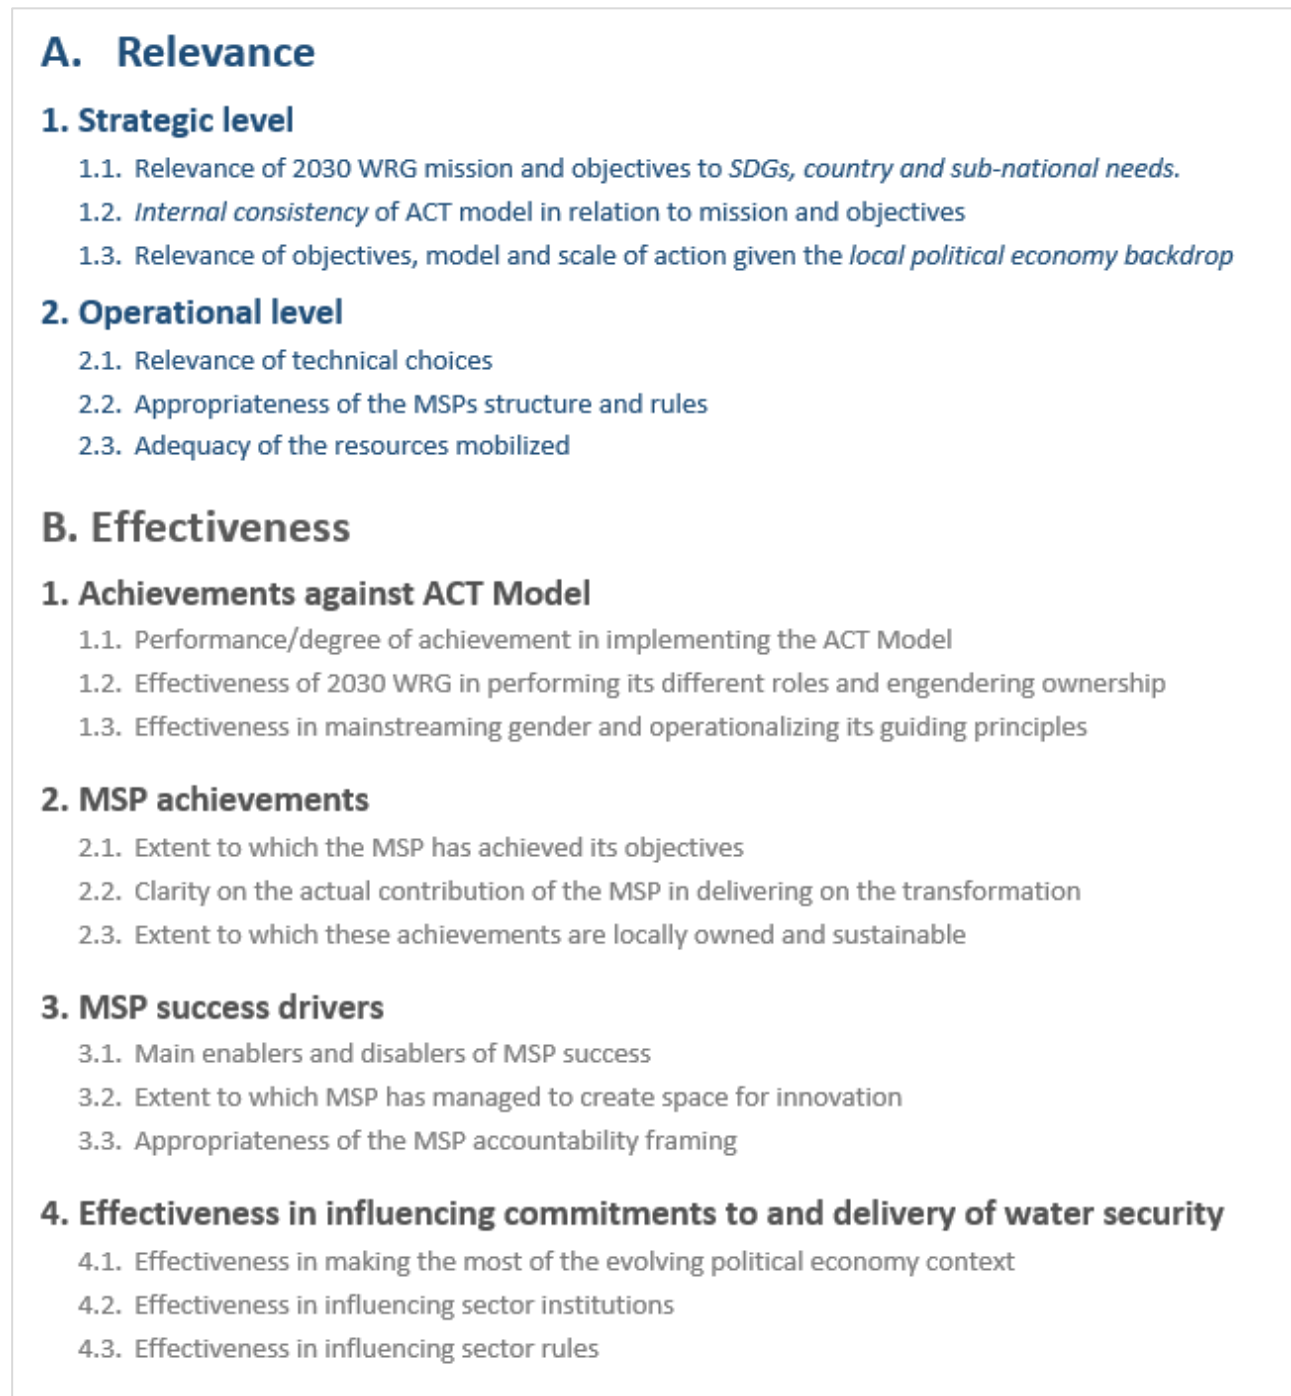 A. Relevance
1. Strategic level
1.1. Relevance of 2030 WRG mission and objectives to SDGs, country and sub-national needs.
1.2. Internal consistency of ACT model in relation to mission and objectives
1.3. Relevance of objectives, model and scale of action given the local political economy backdrop
2. Operational level
2.1. Relevance of technical choices
2.2. Appropriateness of the MSPs structure and rules
2.3. Adequacy of the resources mobilized
B. Effectiveness
1. Achievements against ACT Model
1.1. Performance/degree of achievement in implementing the ACT Model
1.2. Effectiveness of 2030 WRG in performing its different roles and engendering ownership
1.3. Effectiveness in mainstreaming gender and operationalizing its guiding principles
2. MSP achievements
2.1. Extent to which the MSP has achieved its objectives
2.2. Clarity on the actual contribution of the MSP in delivering on the transformation
2.3. Extent to which these achievements are locally owned and sustainable
3. MSP success drivers
3.1. Main enablers and disablers of MSP success
3.2. Extent to which MSP has managed to create space for innovation
3.3. Appropriateness of the MSP accountability framing
4. Effectiveness in influencing commitments to and delivery of water security
4.1. Effectiveness in making the most of the evolving political economy context
4.2. Effectiveness in influencing sector institutions
4.3. Effectiveness in influencing sector rules